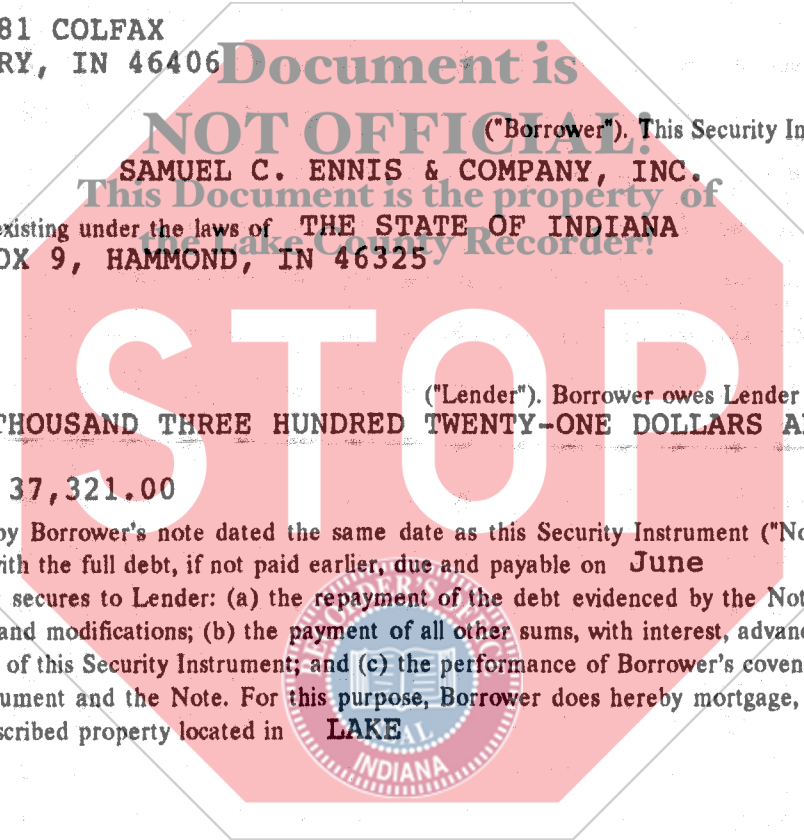 81 COLFAX
RY, IN 46406
Document is
NOT OFFICIAL!
("Borrower"). This Security In
SAMUEL C. ENNIS & COMPANY, INC.
This Document is the property of
existing under the laws of THE STATE OF INDIANA
the Lake County Recorder!
OX 9, HAMMOND, IN 46325
STOP
("Lender"). Borrower owes Lender
THOUSAND THREE HUNDRED TWENTY-ONE DOLLARS A
37,321.00
by Borrower's note dated the same date as this Security Instrument ("No
ith the full debt, if not paid earlier, due and payable on June
secures to Lender: (a) the repayment of the debt evidenced by the Not
and modifications; (b) the payment of all other sums, with interest, advanc
of this Security Instrument; and (c) the performance of Borrower's coven
ument and the Note. For this purpose, Borrower does hereby mortgage,
scribed property located in LAKE
RECORDER'S OFFICE
SEAL
INDIANA